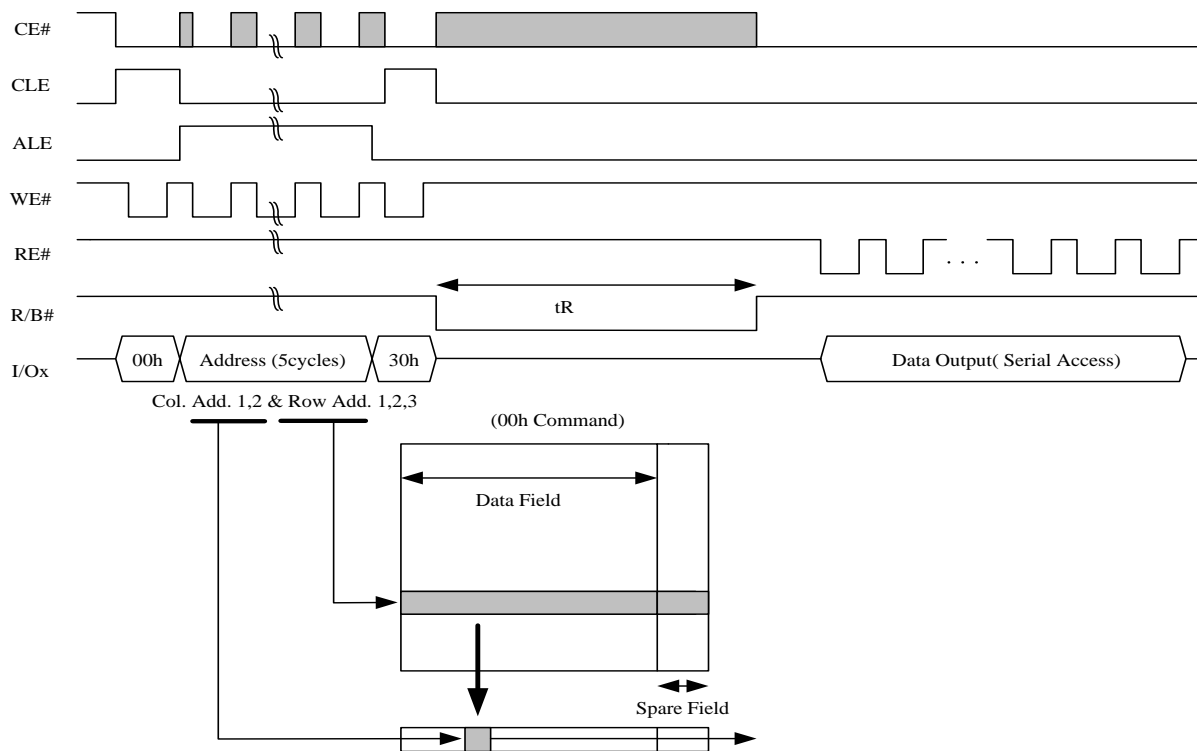 CE#
CLE
ALE
WE#
RE#
. . .
R/B#
tR
I/Ox
00h
Address (5cycles)
30h
Data Output( Serial Access)
Col. Add. 1,2 & Row Add. 1,2,3
(00h Command)
Data Field
Spare Field